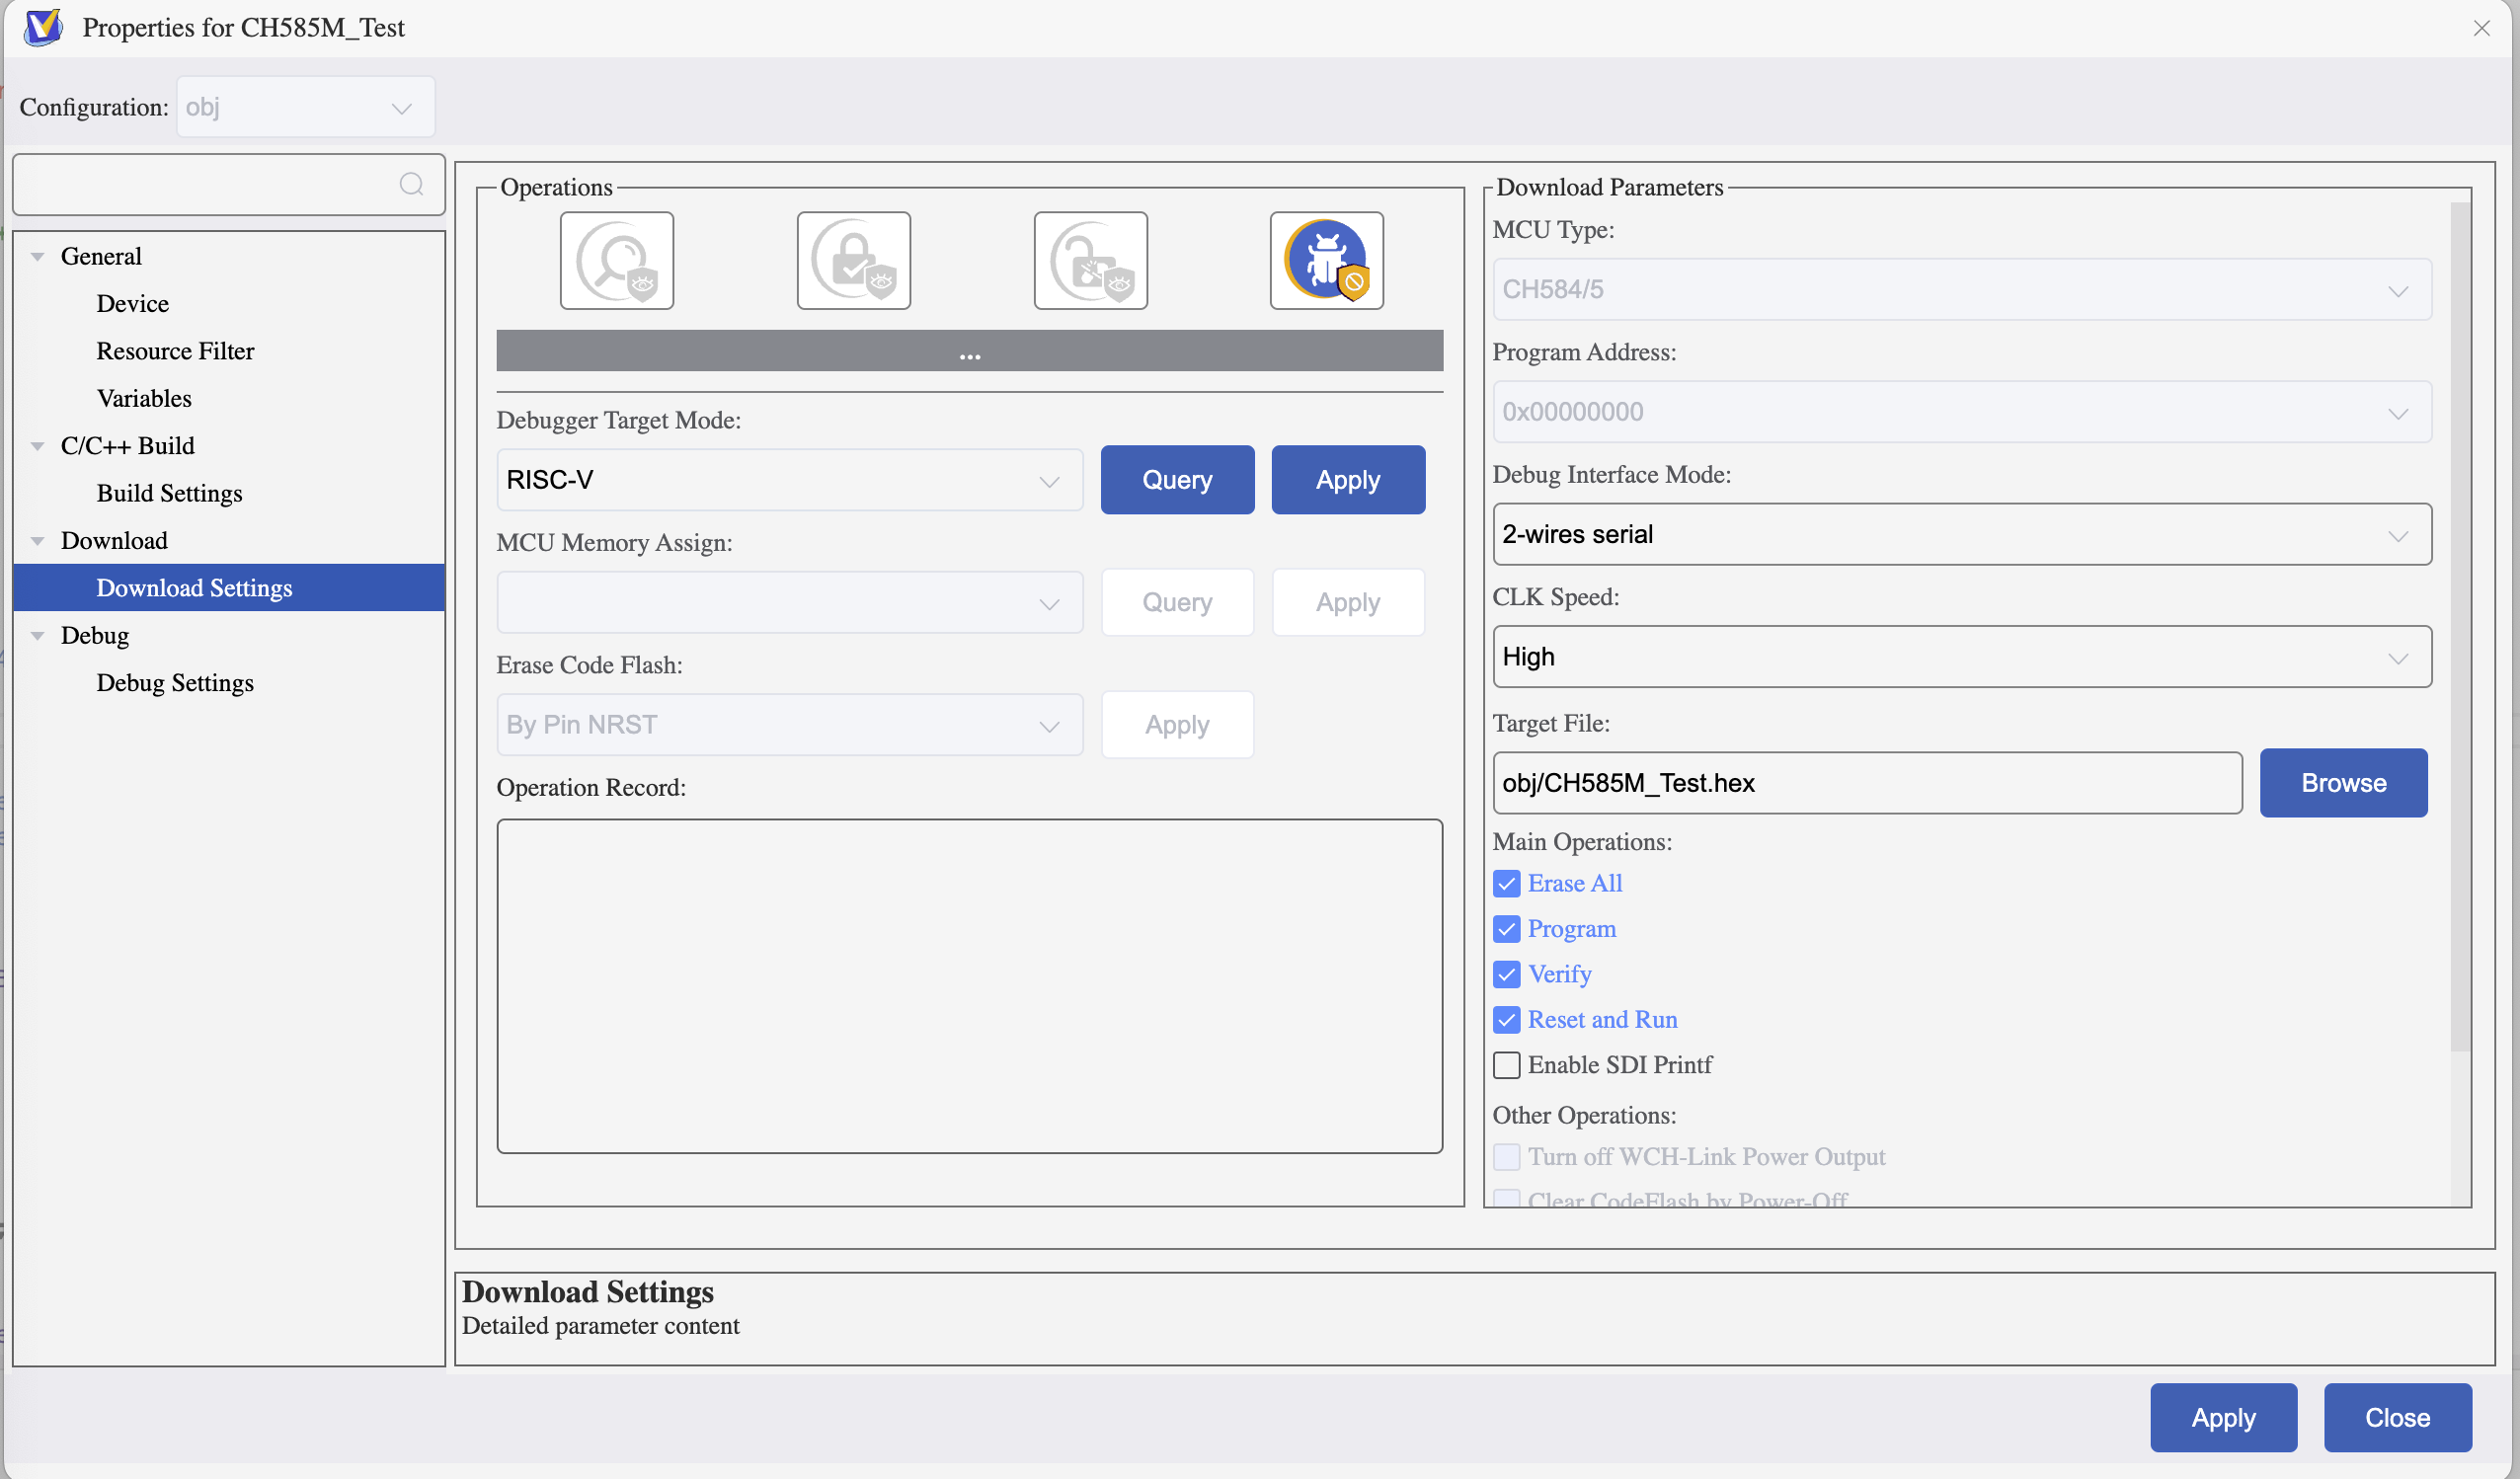 Properties for CH585M_Test
Configuration: obj
General
Device
Resource Filter
Variables
C/C++ Build
Build Settings
Download
Download Settings
Debug
Debug Settings
Operations
...
Debugger Target Mode:
RISC-V
Query
Apply
MCU Memory Assign:
Query
Apply
Erase Code Flash:
By Pin NRST
Apply
Operation Record:
Download Parameters
MCU Type:
CH584/5
Program Address:
0x00000000
Debug Interface Mode:
2-wires serial
CLK Speed:
High
Target File:
obj/CH585M_Test.hex
Browse
Main Operations:
Erase All
Program
Verify
Reset and Run
Enable SDI Printf
Other Operations:
Turn off WCH-Link Power Output
Clear CodeFlash by Power-Off
Download Settings
Detailed parameter content
Apply
Close